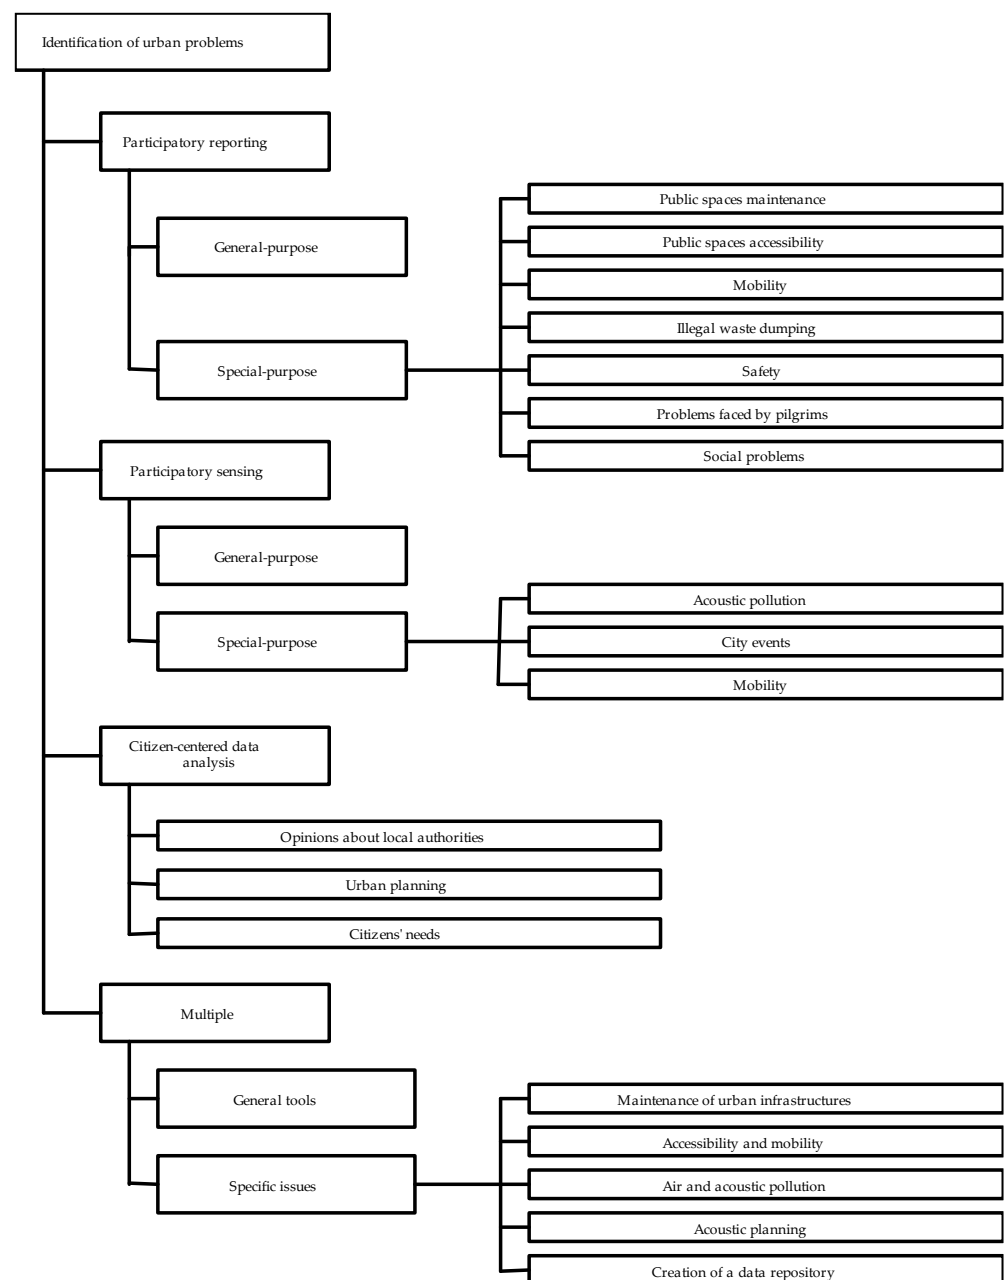 Identification of urban problems
Participatory reporting
General-purpose
Special-purpose
Public spaces maintenance
Public spaces accessibility
Mobility
Illegal waste dumping
Safety
Problems faced by pilgrims
Social problems
Participatory sensing
General-purpose
Special-purpose
Acoustic pollution
City events
Mobility
Citizen-centered data
analysis
Opinions about local authorities
Urban planning
Citizens' needs
Multiple
General tools
Specific issues
Maintenance of urban infrastructures
Accessibility and mobility
Air and acoustic pollution
Acoustic planning
Creation of a data repository